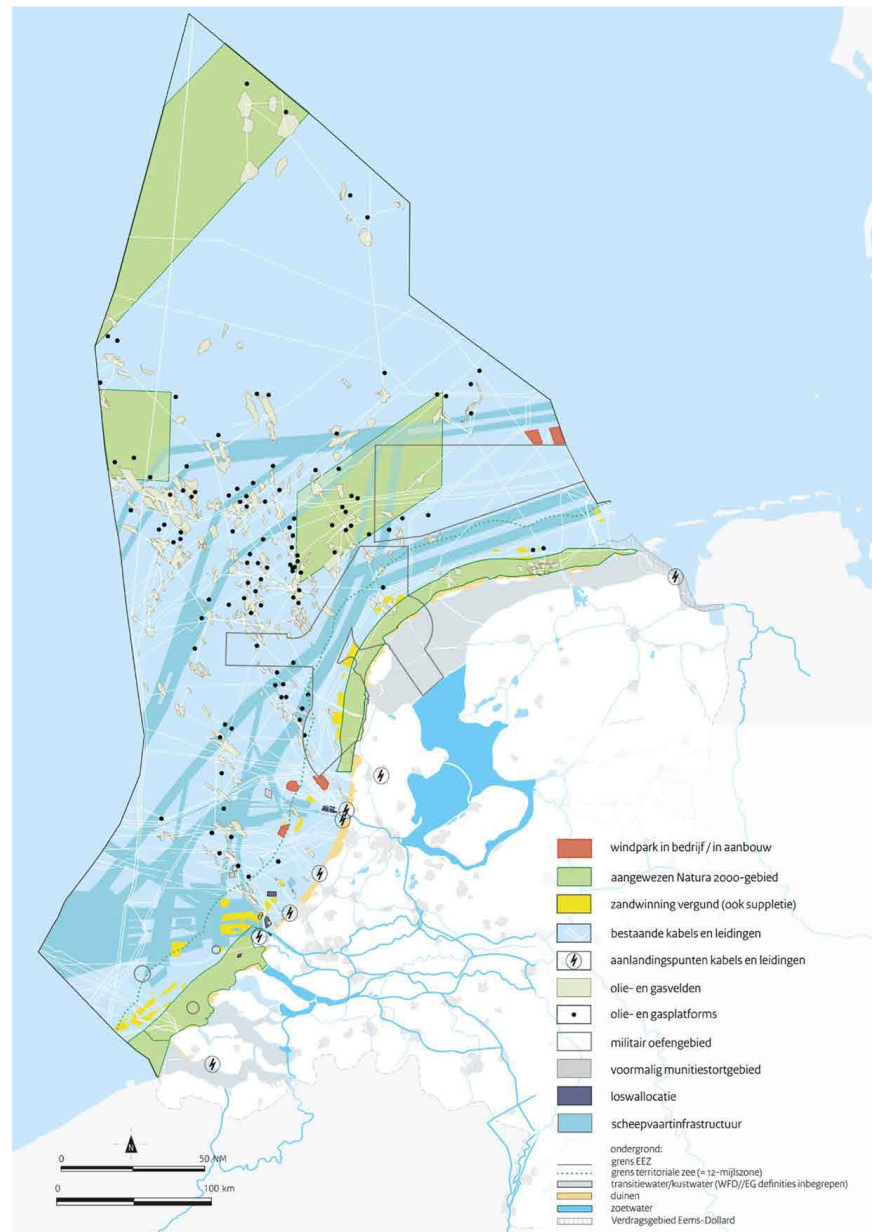 windpark in bedrijf / in aanbouw
aangewezen Natura 2000-gebied
zandwinning vergund (ook suppletie)
bestaande kabels en leidingen
aanlandingspunten kabels en leidingen
olie- en gasvelden
olie- en gasplatforms
militair oefengebied
voormalig munitiestortgebied
loswallocatie
scheepvaartinfrastructuur
ondergrond:
grens EEZ
grens territoriale zee (= 12-mijlszone)
transitiewater/kustwater (WFD//EG definities inbegrepen)
duinen
zoetwater
Verdragsgebied Eems-Dollard
N
0 50 NM
0 100 km